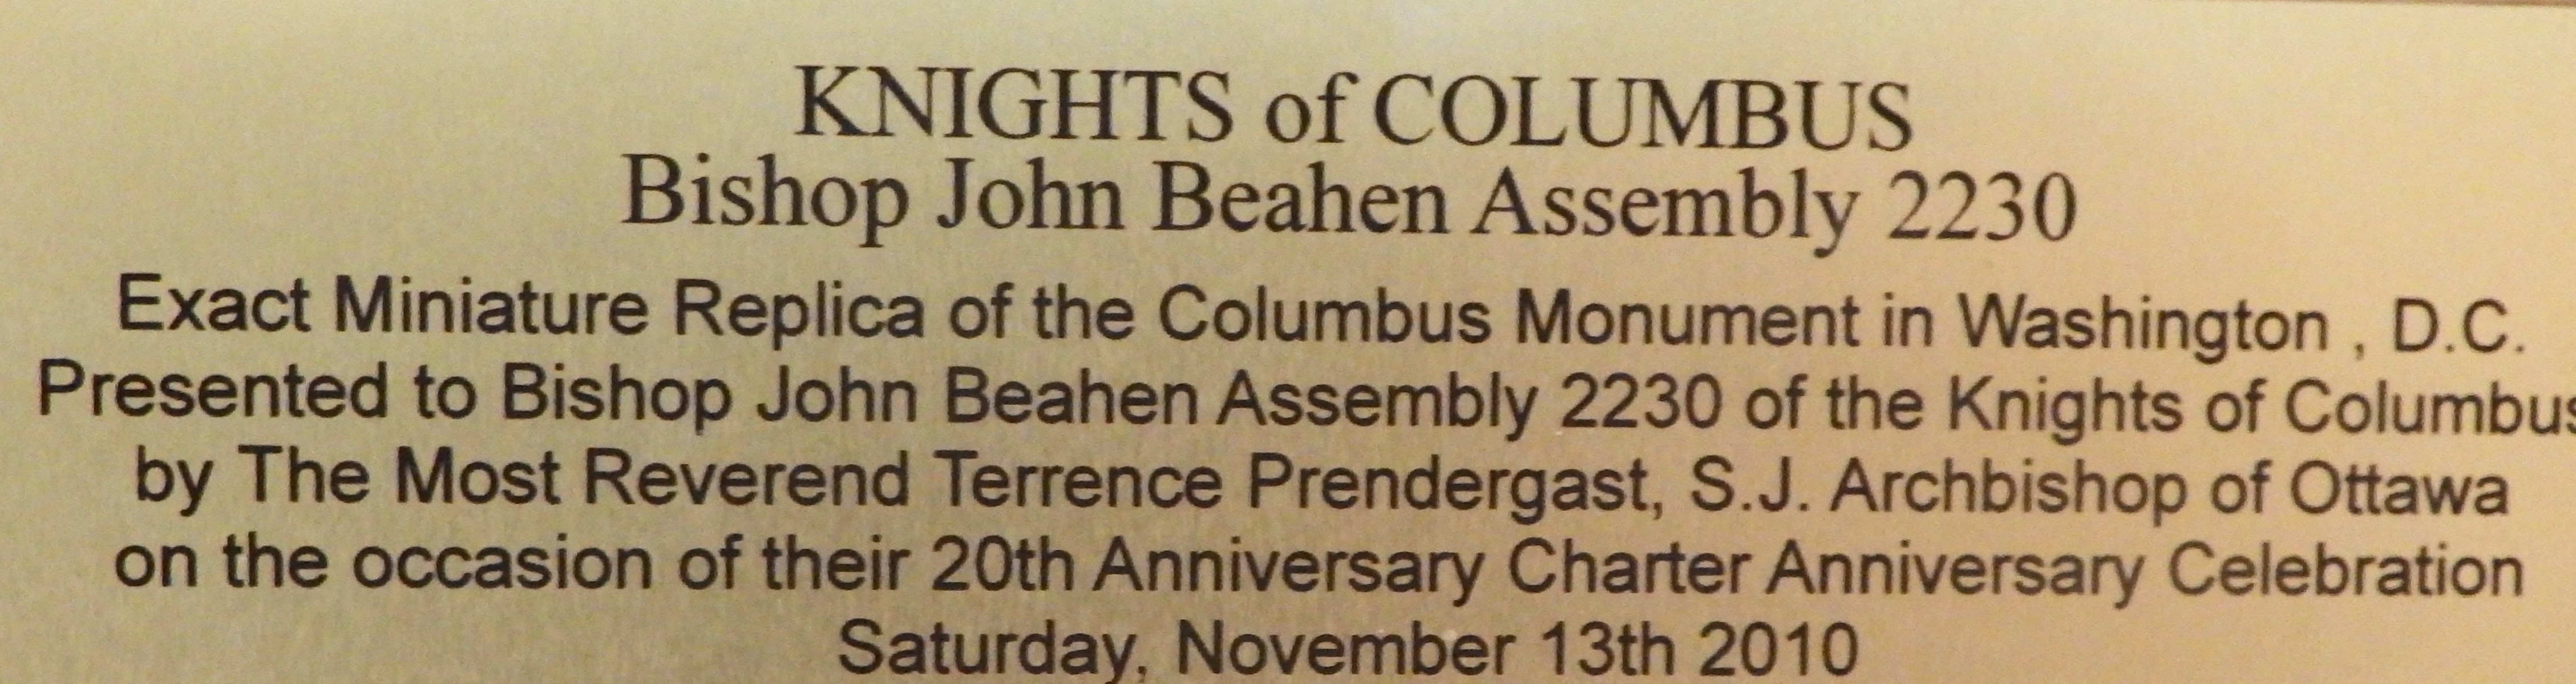 KNIGHTS of COLUMBUS
Bishop John Beahen Assembly 2230
Exact Miniature Replica of the Columbus Monument in Washington , D.C.
Presented to Bishop John Beahen Assembly 2230 of the Knights of Columbus
by The Most Reverend Terrence Prendergast, S.J. Archbishop of Ottawa
on the occasion of their 20th Anniversary Charter Anniversary Celebration
Saturday, November 13th 2010